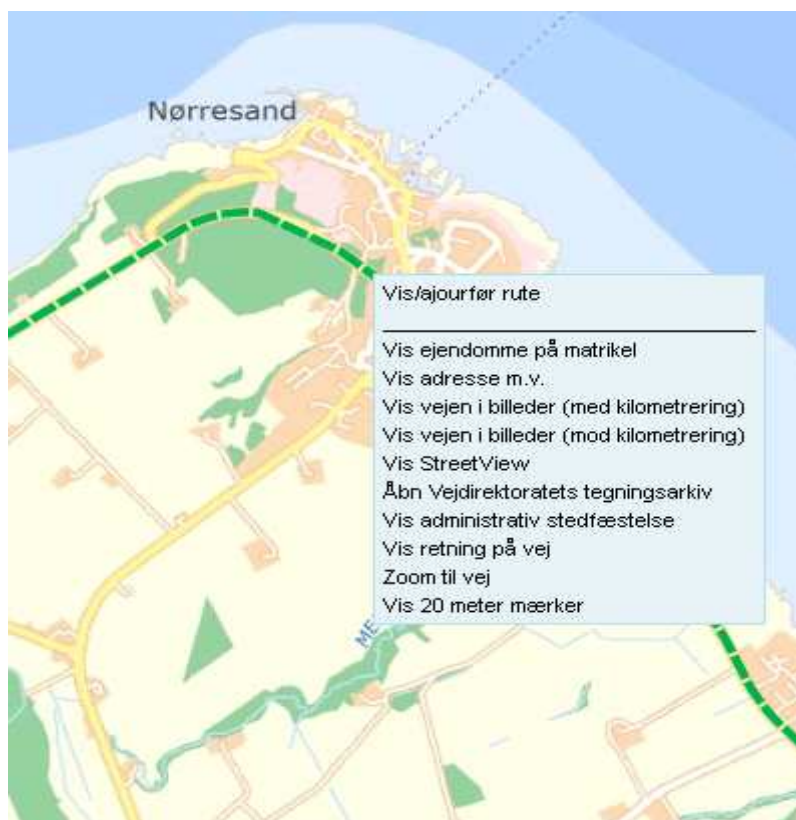 Nørresand
Vis/ajourfør rute
Vis ejendomme på matrikel
Vis adresse m.v.
Vis vejen i billeder (med kilometrering)
Vis vejen i billeder (mod kilometrering)
Vis StreetView
Åbn Vejdirektoratets tegningsarkiv
Vis administrativ stedfæstelse
Vis retning på vej
Zoom til vej
Vis 20 meter mærker
ME